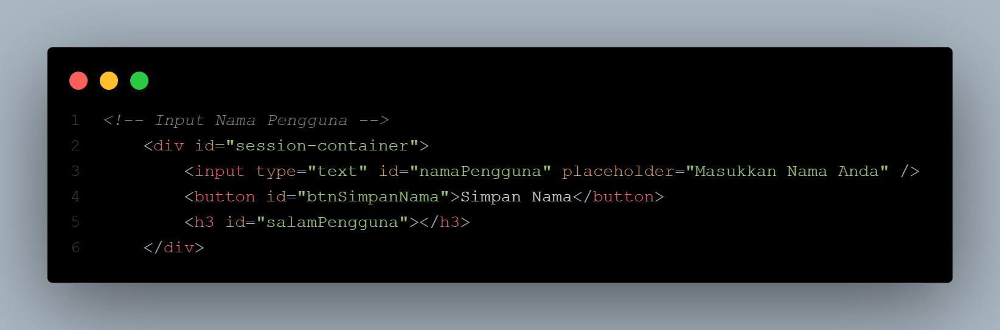 1 <!-- Input Nama Pengguna -->
2     <div id="session-container">
3         <input type="text" id="namaPengguna" placeholder="Masukkan Nama Anda" />
4         <button id="btnSimpanNama">Simpan Nama</button>
5         <h3 id="salamPengguna"></h3>
6     </div>